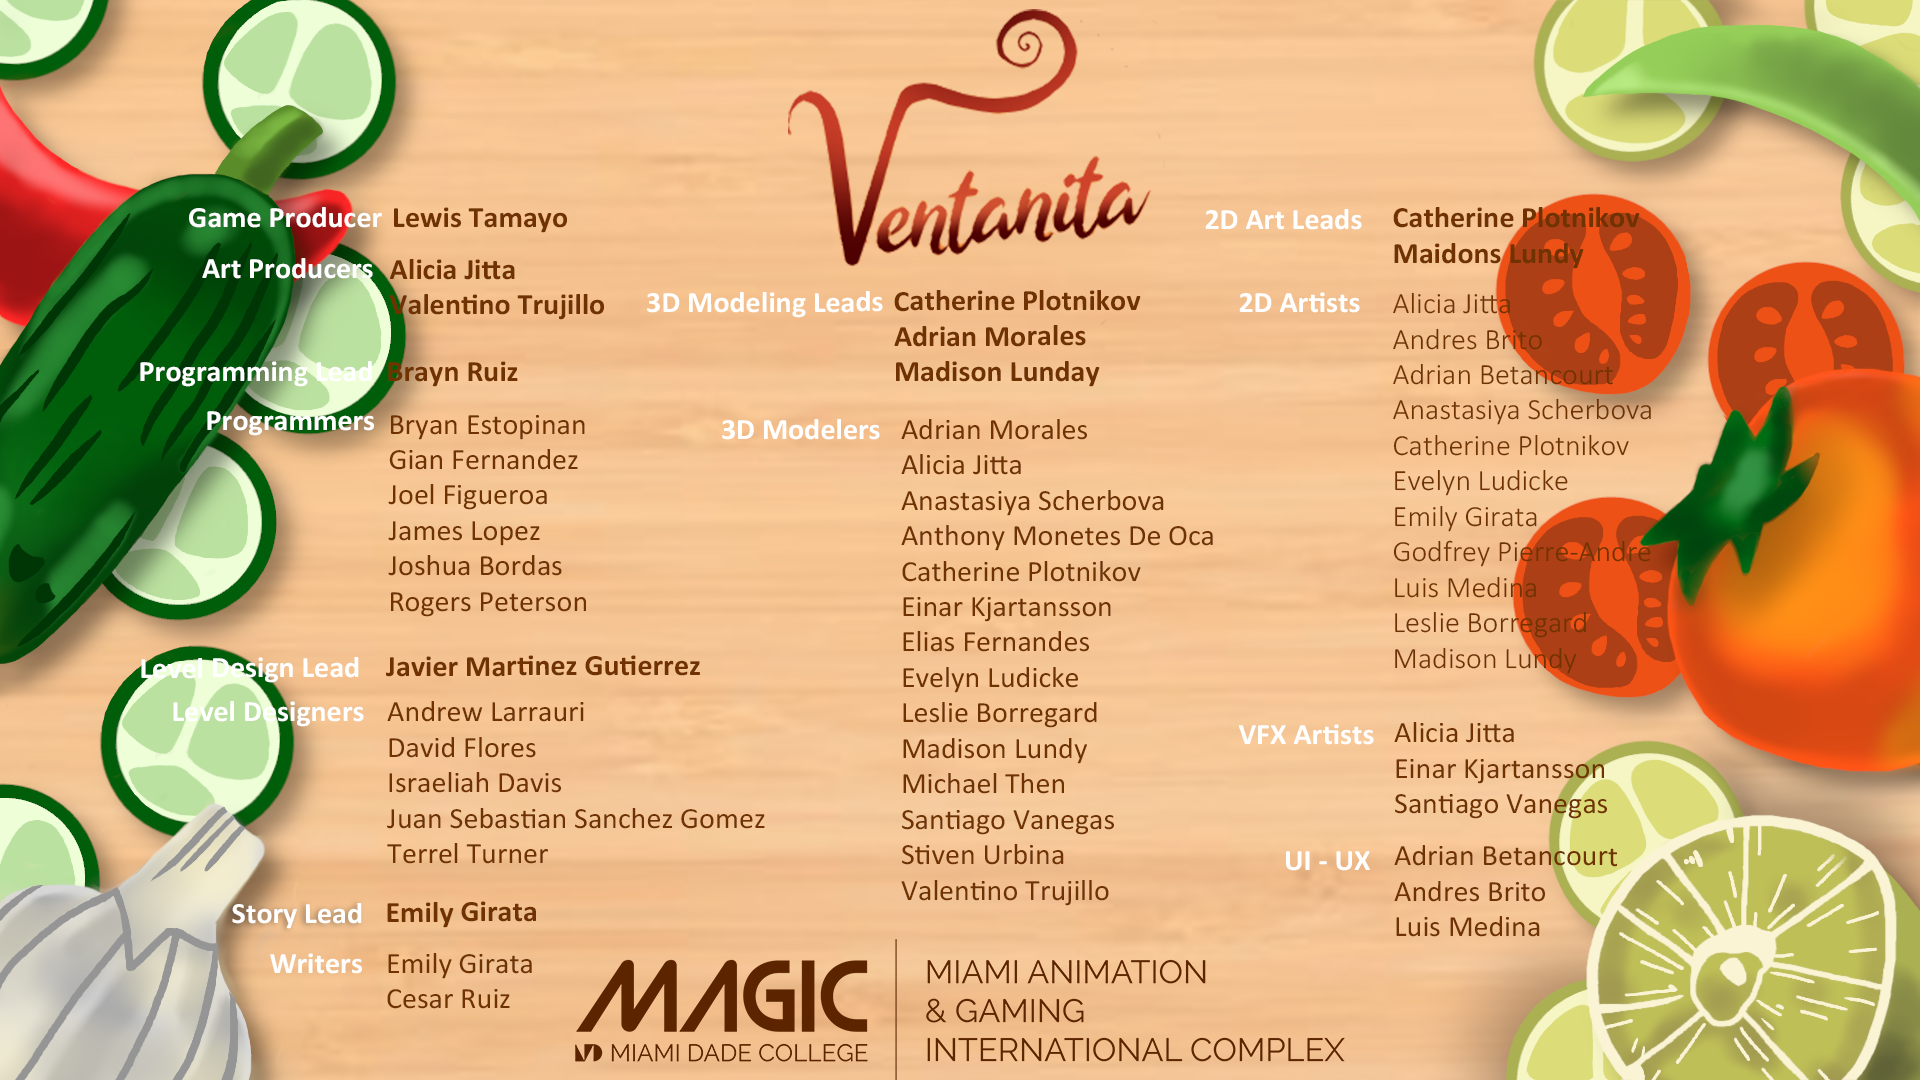 Ventanita
Game Producer Lewis Tamayo
Art Producers Alicia Jitta
Valentino Trujillo
Programming Lead Brayn Ruiz
Programmers Bryan Estopinan
Gian Fernandez
Joel Figueroa
James Lopez
Joshua Bordas
Rogers Peterson
Level Design Lead Javier Martinez Gutierrez
Level Designers Andrew Larrauri
David Flores
Israeliah Davis
Juan Sebastian Sanchez Gomez
Terrel Turner
Story Lead Emily Girata
Writers Emily Girata
Cesar Ruiz
3D Modeling Leads Catherine Plotnikov
Adrian Morales
Madison Lunday
3D Modelers Adrian Morales
Alicia Jitta
Anastasiya Scherbova
Anthony Monetes De Oca
Catherine Plotnikov
Einar Kjartansson
Elias Fernandes
Evelyn Ludicke
Leslie Borregard
Madison Lundy
Michael Then
Santiago Vanegas
Stiven Urbina
Valentino Trujillo
2D Art Leads Catherine Plotnikov
Maidons Lundy
2D Artists Alicia Jitta
Andres Brito
Adrian Betancourt
Anastasiya Scherbova
Catherine Plotnikov
Evelyn Ludicke
Emily Girata
Godfrey Pierre-Andre
Luis Medina
Leslie Borregard
Madison Lundy
VFX Artists Alicia Jitta
Einar Kjartansson
Santiago Vanegas
UI - UX Adrian Betancourt
Andres Brito
Luis Medina
MAGIC
MIAMI DADE COLLEGE
MIAMI ANIMATION
& GAMING
INTERNATIONAL COMPLEX